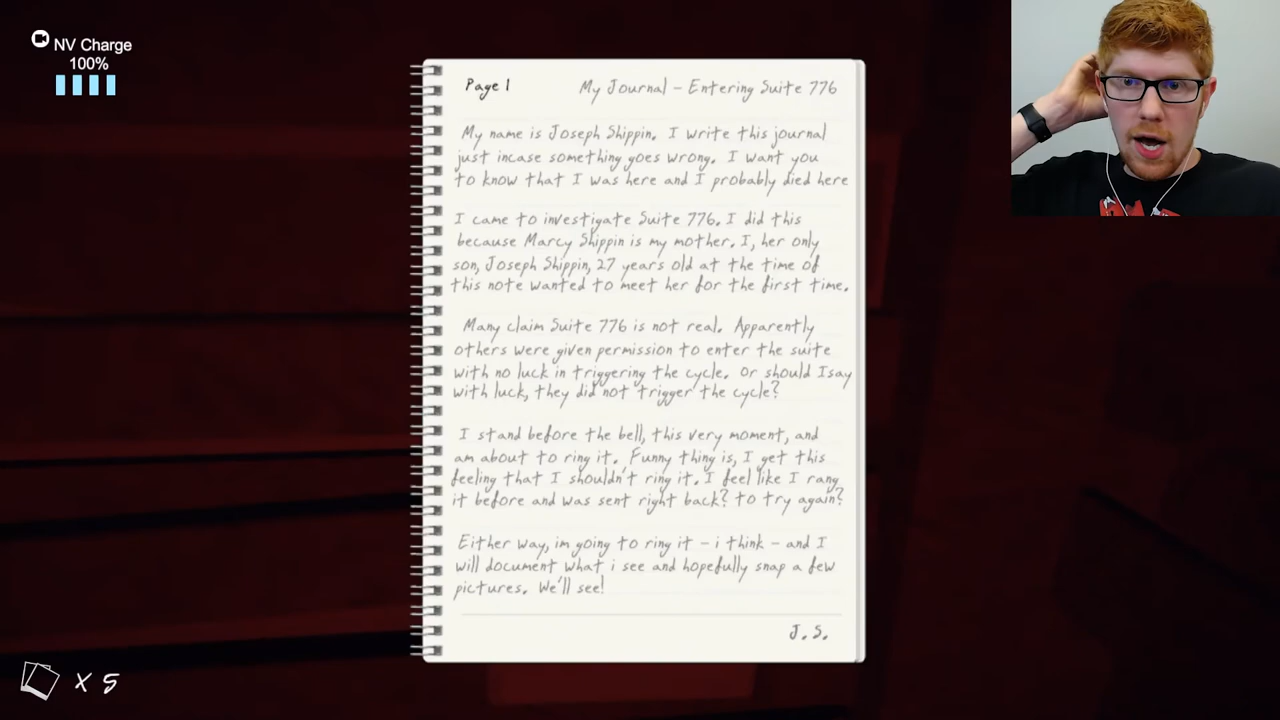 NV Charge
100%
Page 1
My Journal - Entering Suite 776
My name is Joseph Shippin. I write this journal
just incase something goes wrong. I want you
to know that I was here and I probably died here
I came to investigate Suite 776. I did this
because Marcy Shippin is my mother. I, her only
son, Joseph Shippin, 27 years old at the time of
this note wanted to meet her for the first time.
Many claim Suite 776 is not real. Apparently
others were given permission to enter the suite
with no luck in triggering the cycle. Or should I say
with luck, they did not trigger the cycle?
I stand before the bell, this very moment, and
am about to ring it. Funny thing is, I get this
feeling that I shouldn't ring it. I feel like I rang
it before and was sent right back? to try again?
Either way, im going to ring it - i think - and I
will document what i see and hopefully snap a few
pictures. We'll see!
J.S.
X 5